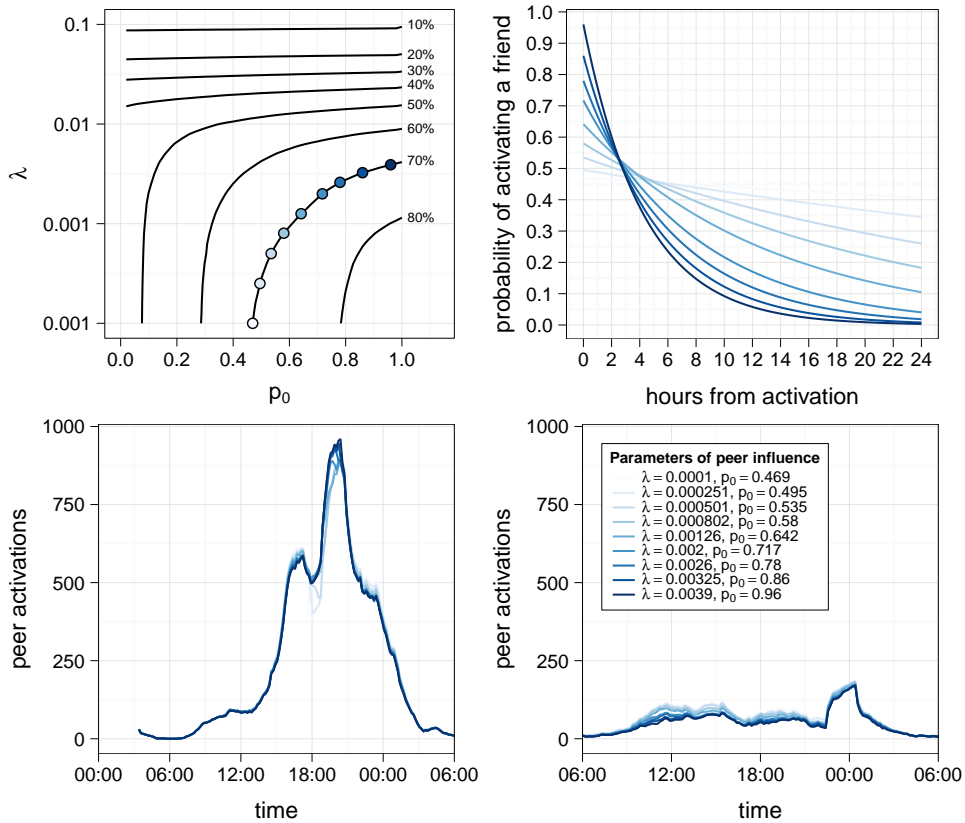 0.1
0.01
0.001
0.001
λ
10%
20%
30%
40%
50%
60%
70%
80%
0.0 0.2 0.4 0.6 0.8 1.0
p0
1.0
0.9
0.8
0.7
0.6
0.5
0.4
0.3
0.2
0.1
0.0
probability of activating a friend
0 2 4 6 8 10 12 14 16 18 20 22 24
hours from activation
1000
750
500
250
0
peer activations
00:00 06:00 12:00 18:00 00:00 06:00
time
1000
750
500
250
0
peer activations
Parameters of peer influence
λ = 0.0001, p0 = 0.469
λ = 0.000251, p0 = 0.495
λ = 0.000501, p0 = 0.535
λ = 0.000802, p0 = 0.58
λ = 0.00126, p0 = 0.642
λ = 0.002, p0 = 0.717
λ = 0.0026, p0 = 0.78
λ = 0.00325, p0 = 0.86
λ = 0.0039, p0 = 0.96
06:00 12:00 18:00 00:00 06:00
time